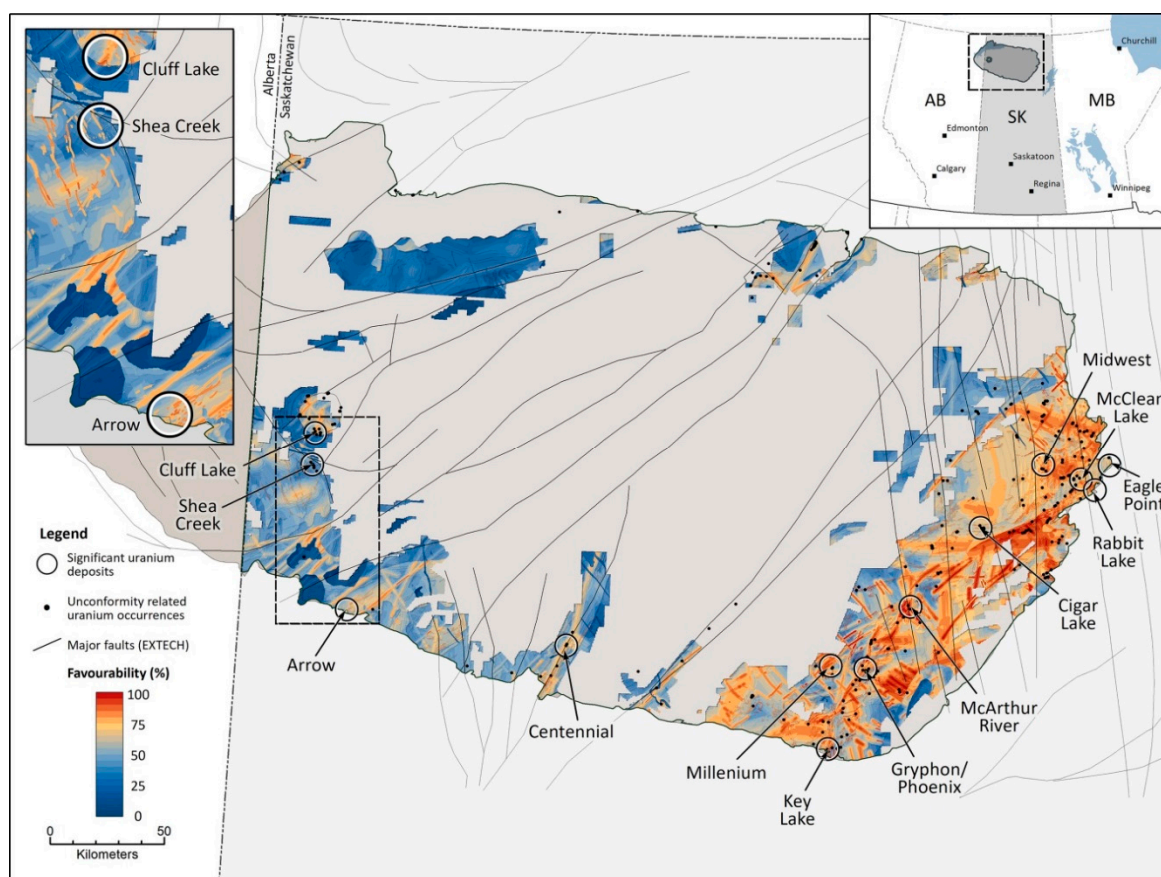 Cluff Lake
Shea Creek
Arrow
Alberta
Saskatchewan
Churchill
AB
SK
MB
Edmonton
Calgary
Saskatoon
Regina
Winnipeg
Midwest
McClean
Lake
Eagle
Point
Rabbit
Lake
Cigar
Lake
McArthur
River
Gryphon/
Phoenix
Key
Lake
Millenium
Centennial
Arrow
Cluff Lake
Shea
Creek
Legend
Significant uranium
deposits
Unconformity related
uranium occurrences
Major faults (EXTECH)
Favourability (%)
100
75
50
25
0
0 50
Kilometers